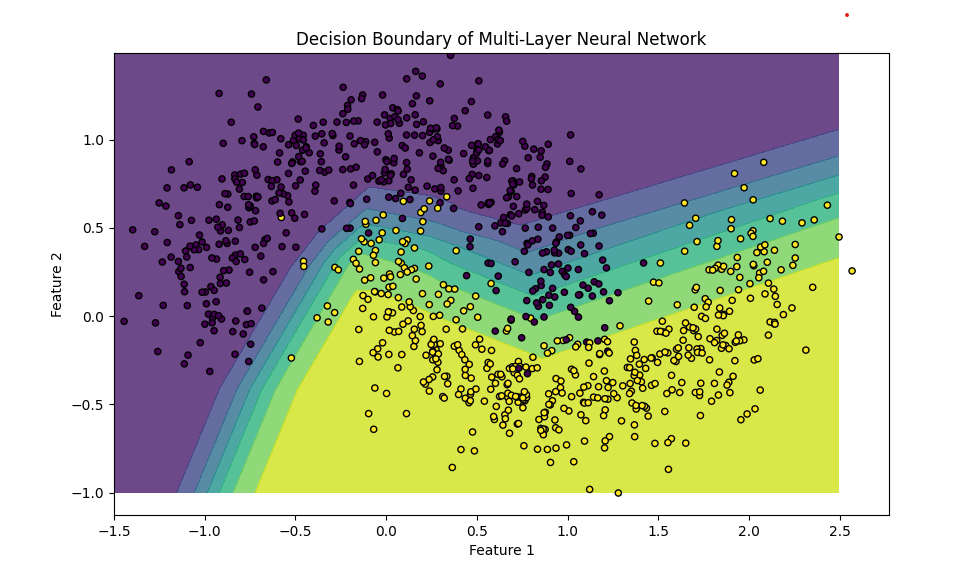 Decision Boundary of Multi-Layer Neural Network
1.0
0.5
0.0
−0.5
−1.0
Feature 2
−1.5 −1.0 −0.5 0.0 0.5 1.0 1.5 2.0 2.5
Feature 1